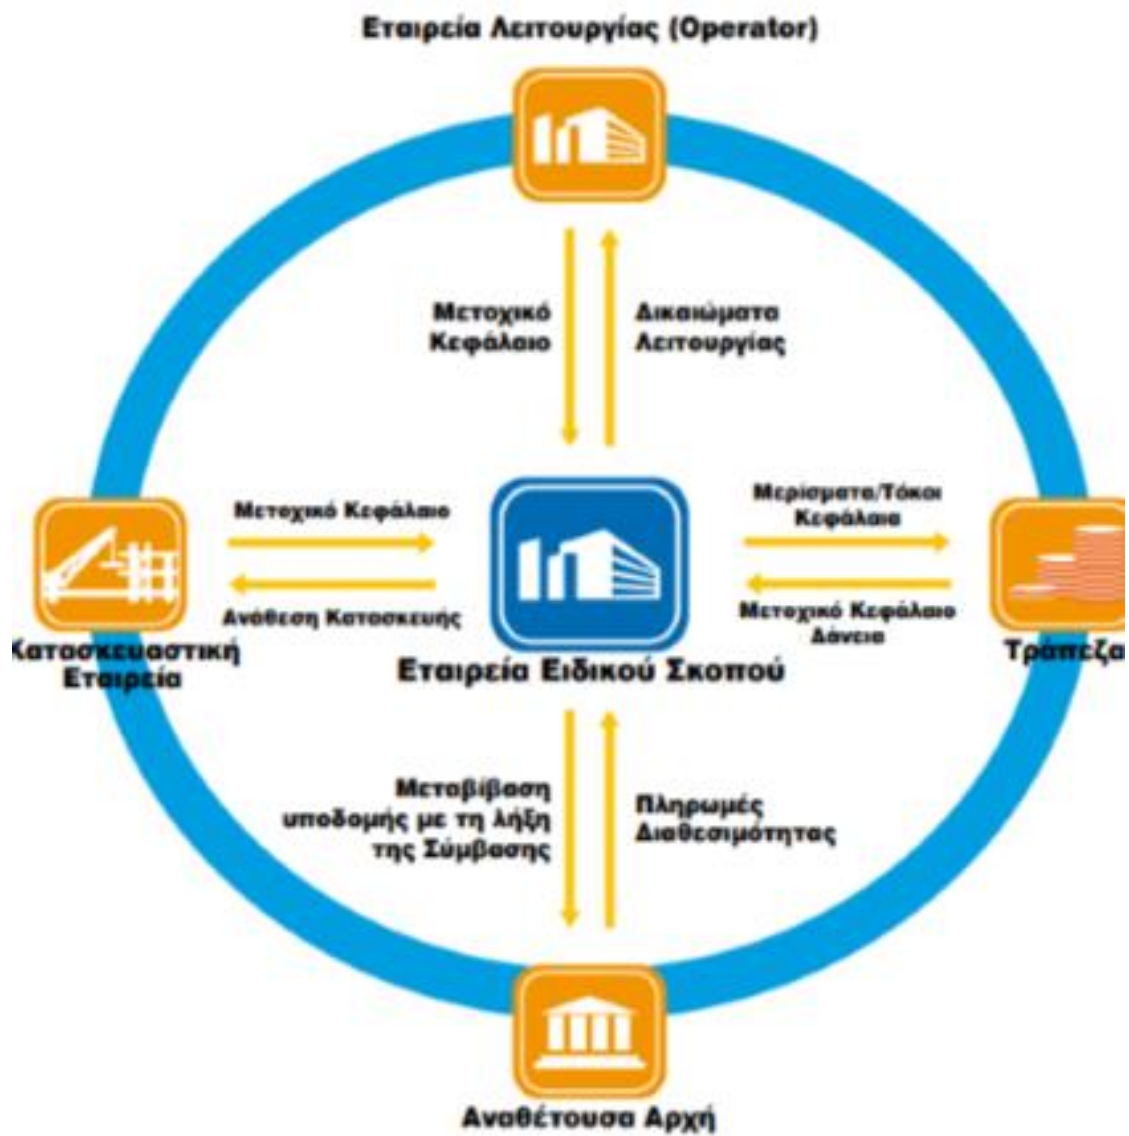 Εταιρεία Λειτουργίας (Operator)
Μετοχικό
Κεφάλαιο
Δικαιώματα
Λειτουργίας
Μετοχικό Κεφάλαιο
Ανάθεση Κατασκευής
Μερίσματα/Τόκοι
Κεφάλαια
Μετοχικό Κεφάλαιο
Δάνεια
Κατασκευαστική
Εταιρεία
Εταιρεία Ειδικού Σκοπού
Τράπεζα
Μεταβίβαση
υποδομής με τη λήξη
της Σύμβασης
Πληρωμές
Διαθεσιμότητας
Αναθέτουσα Αρχή